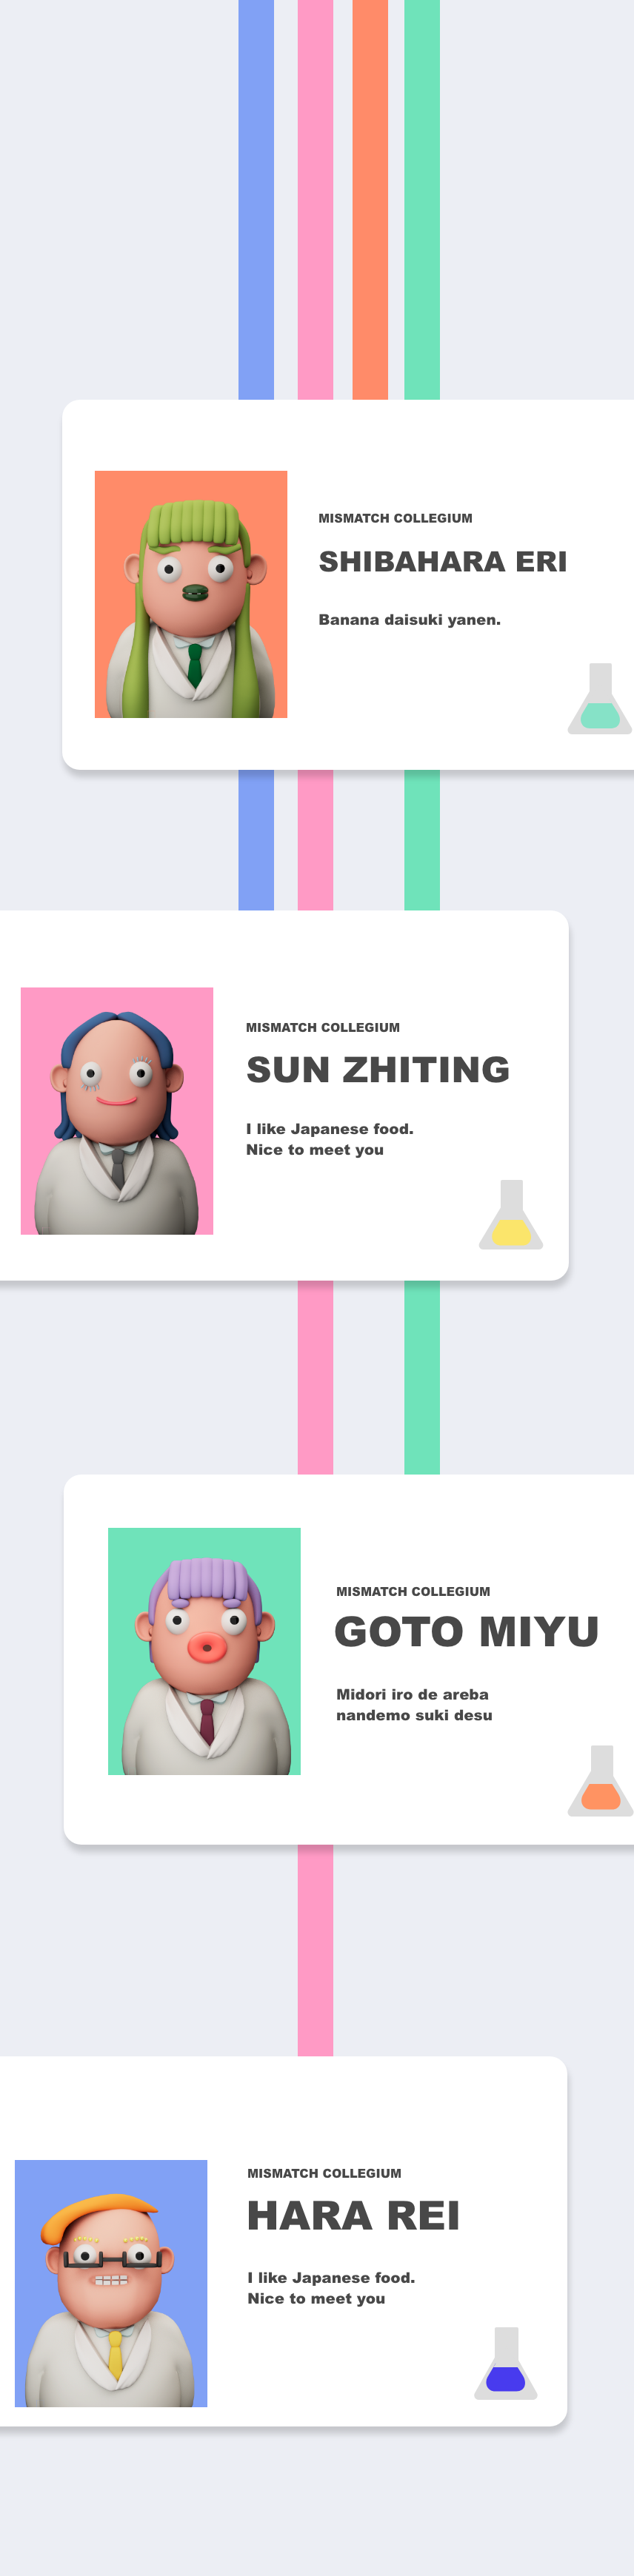 MISMATCH COLLEGIUM
SHIBAHARA ERI
Banana daisuki yanen.
MISMATCH COLLEGIUM
SUN ZHITING
I like Japanese food.
Nice to meet you
MISMATCH COLLEGIUM
GOTO MIYU
Midori iro de areba
nandemo suki desu
MISMATCH COLLEGIUM
HARA REI
I like Japanese food.
Nice to meet you